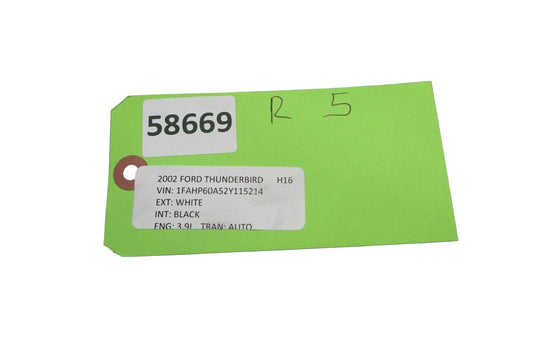 R 5
58669
2002 FORD THUNDERBIRD H16
VIN: 1FAHP60A52Y115214
EXT: WHITE
INT: BLACK
ENG: 3.9L TRAN: AUTO